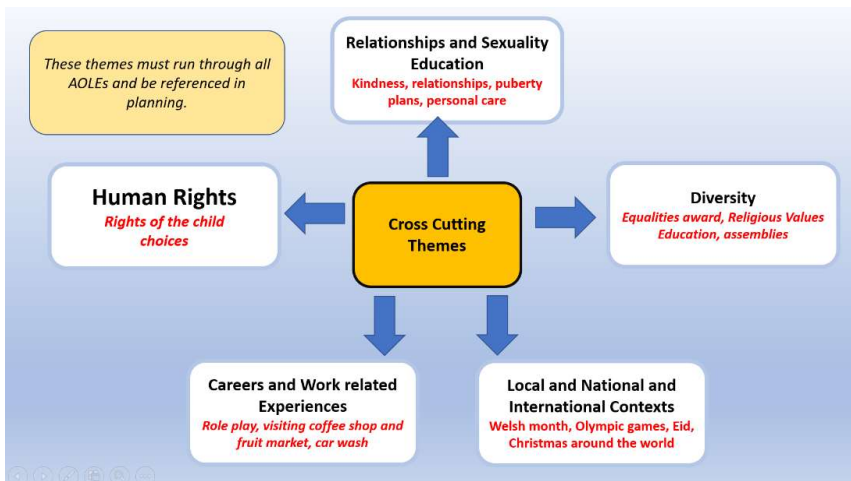 These themes must run through all
AOLEs and be referenced in
planning.
Relationships and Sexuality
Education
Kindness, relationships, puberty
plans, personal care
Human Rights
Rights of the child
choices
Cross Cutting
Themes
Diversity
Equalities award, Religious Values
Education, assemblies
Careers and Work related
Experiences
Role play, visiting coffee shop and
fruit market, car wash
Local and National and
International Contexts
Welsh month, Olympic games, Eid,
Christmas around the world